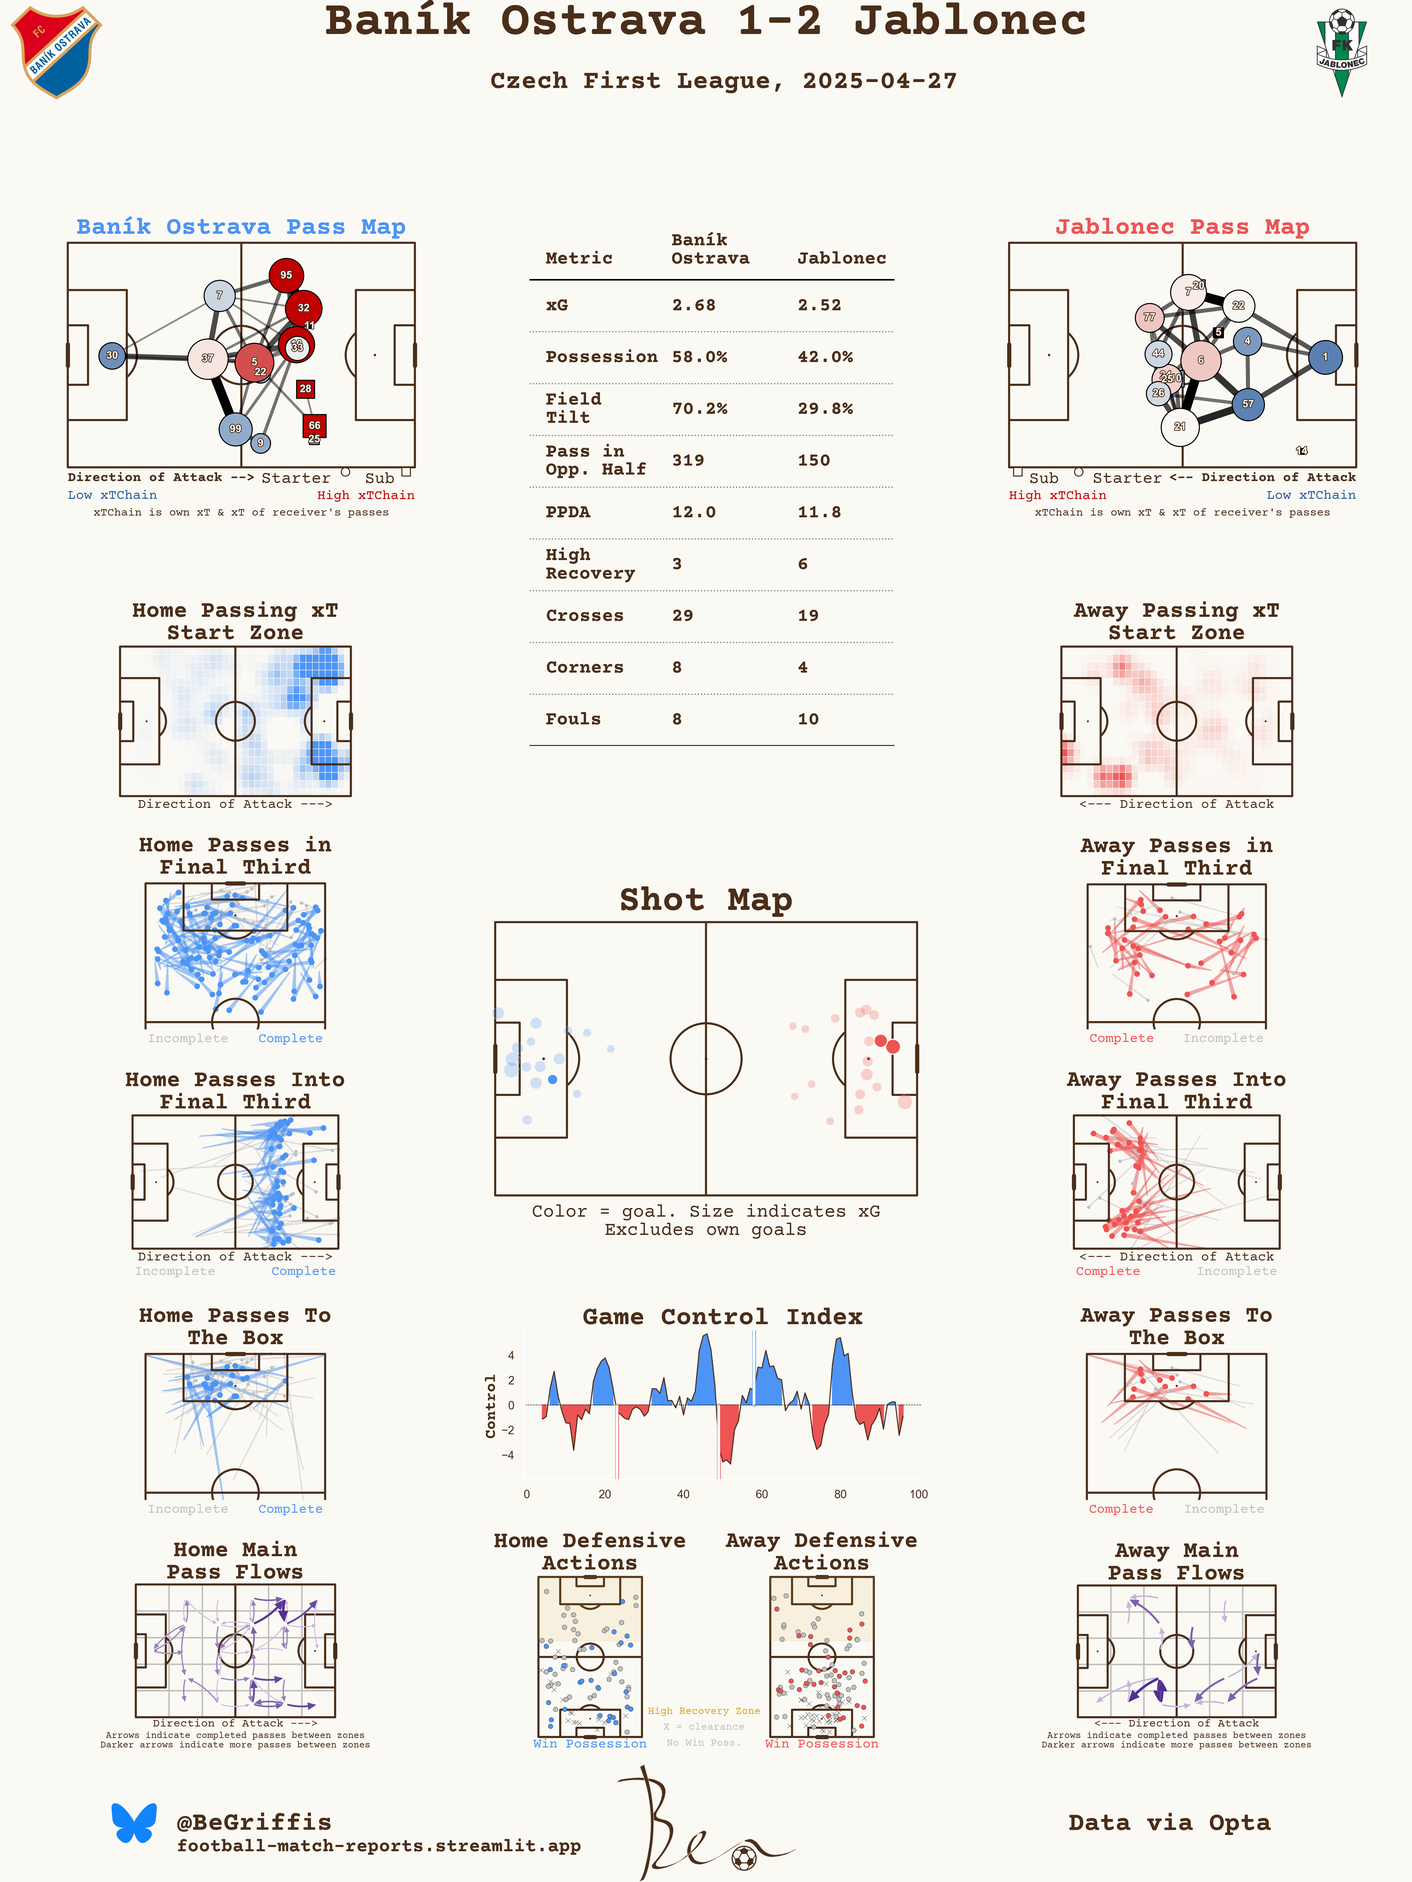 Baník Ostrava 1-2 Jablonec
Czech First League, 2025-04-27
FC
BANÍK OSTRAVA
FK
JABLONEC
Baník Ostrava Pass Map
95
7
32
11
33
30
37
5
22
28
99
9
66
25
Direction of Attack --> Starter Sub
Low xTChain High xTChain
xTChain is own xT & xT of receiver's passes
Metric Baník Ostrava Jablonec
xG 2.68 2.52
Possession 58.0% 42.0%
Field Tilt 70.2% 29.8%
Pass in Opp. Half 319 150
PPDA 12.0 11.8
High Recovery 3 6
Crosses 29 19
Corners 8 4
Fouls 8 10
Jablonec Pass Map
20
7
22
77
5
4
44
6
1
26
57
21
14
Sub Starter <-- Direction of Attack
High xTChain Low xTChain
xTChain is own xT & xT of receiver's passes
Home Passing xT
Start Zone
Direction of Attack --->
Away Passing xT
Start Zone
<--- Direction of Attack
Home Passes in
Final Third
Incomplete Complete
Away Passes in
Final Third
Complete Incomplete
Shot Map
Color = goal. Size indicates xG
Excludes own goals
Home Passes Into
Final Third
Direction of Attack --->
Incomplete Complete
Away Passes Into
Final Third
<--- Direction of Attack
Complete Incomplete
Home Passes To
The Box
Incomplete Complete
Game Control Index
Control
4
2
0
−2
−4
0 20 40 60 80 100
Away Passes To
The Box
Complete Incomplete
Home Main
Pass Flows
Direction of Attack --->
Arrows indicate completed passes between zones
Darker arrows indicate more passes between zones
Home Defensive
Actions
Win Possession
Away Defensive
Actions
Win Possession
High Recovery Zone
X = clearance
No Win Poss.
Away Main
Pass Flows
<--- Direction of Attack
Arrows indicate completed passes between zones
Darker arrows indicate more passes between zones
@BeGriffis
football-match-reports.streamlit.app
Ben
Data via Opta